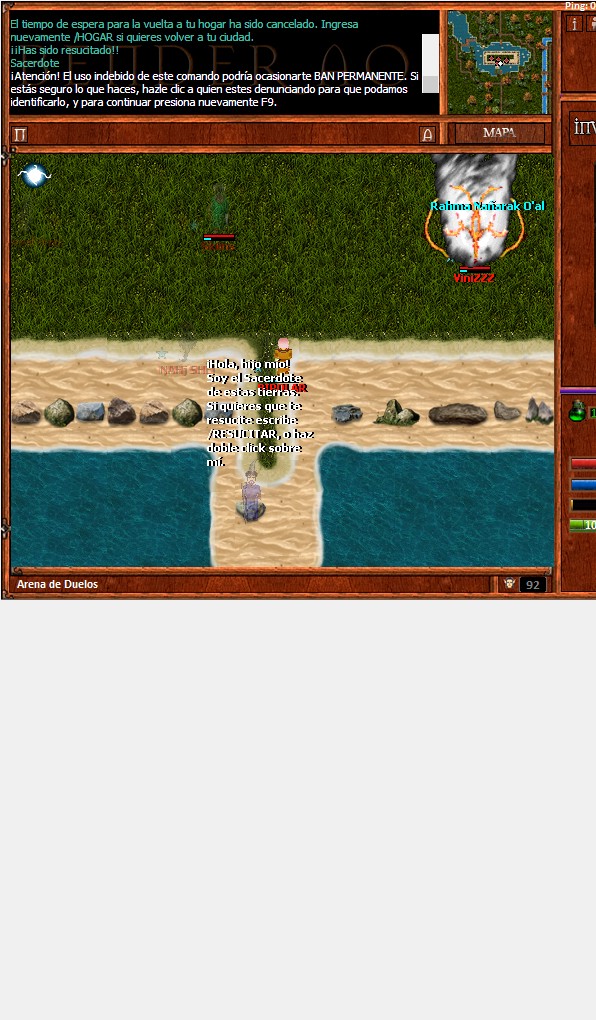 Ping: 0
El tiempo de espera para la vuelta a tu hogar ha sido cancelado. Ingresa
nuevamente /HOGAR si quieres volver a tu ciudad.
¡¡Has sido resucitado!!
Sacerdote
¡Atención! El uso indebido de este comando podría ocasionarte BAN PERMANENTE. Si
estás seguro lo que haces, hazle clic a quien estes denunciando para que podamos
identificarlo, y para continuar presiona nuevamente F9.
MAPA
Rahma Nañarak O'al
ViniZZZ
¡Hola, hijo mío!
Soy el Sacerdote
de estas tierras.
Si quieres que te
resucite escribe
/RESUCITAR, o haz
doble click sobre
mí.
Arena de Duelos
92